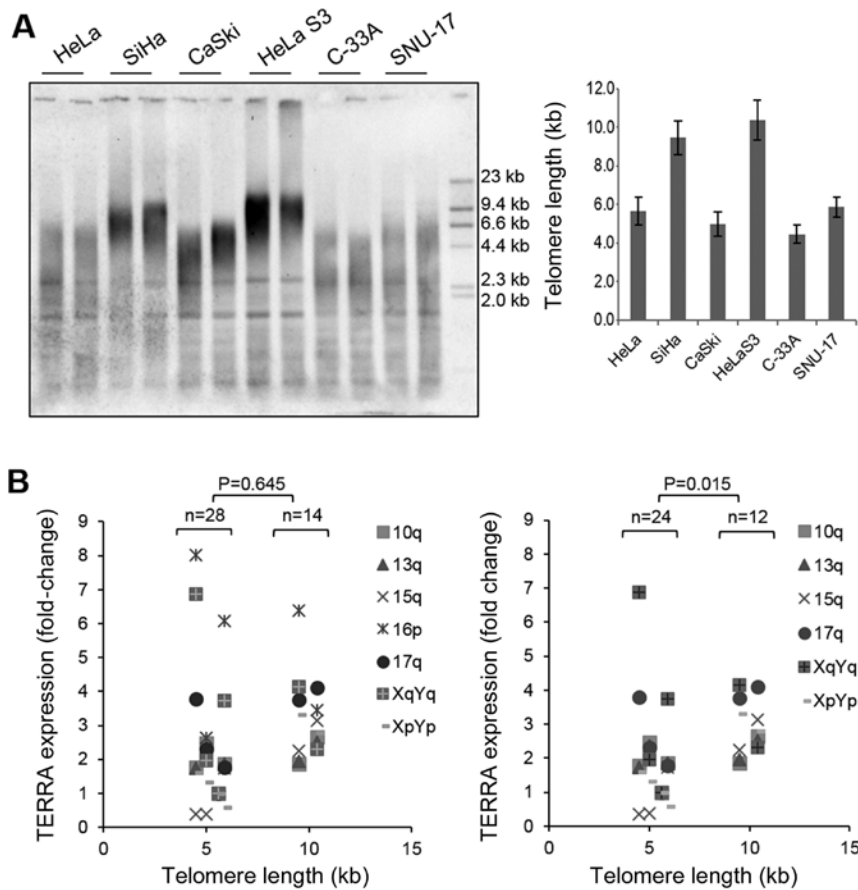 A
HeLa
SiHa
CaSki
HeLa S3
C-33A
SNU-17
23 kb
9.4 kb
6.6 kb
4.4 kb
2.3 kb
2.0 kb
Telomere length (kb)
12.0
10.0
8.0
6.0
4.0
2.0
0.0
HeLa
SiHa
CaSki
HeLaS3
C-33A
SNU-17
B
P=0.645
n=28
n=14
TERRA expression (fold-change)
9
8
7
6
5
4
3
2
1
0
0
5
10
15
Telomere length (kb)
10q
13q
15q
16p
17q
XqYq
XpYp
P=0.015
n=24
n=12
TERRA expression (fold change)
9
8
7
6
5
4
3
2
1
0
0
5
10
15
Telomere length (kb)
10q
13q
15q
17q
XqYq
XpYp